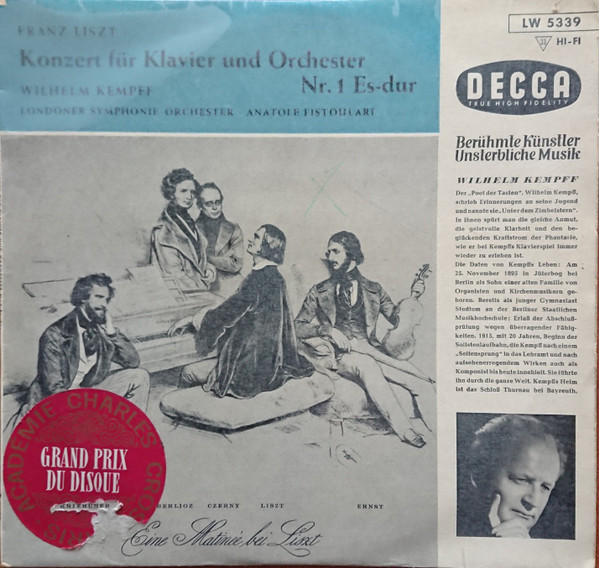 FRANZ LISZT
Konzert für Klavier und Orchester
Nr. 1 Es-dur
WILHELM KEMPFF
LONDONER SYMPHONIE ORCHESTER ANATOLE FISTOULARI
LW 5339
33 HI-FI
DECCA
TRUE HIGH FIDELITY
Berühmte Künstler
Unsterbliche Musik
WILHELM KEMPFF
Der „Poet der Tasten“, Wilhelm Kempff,
schrieb Erinnerungen an seine Jugend
und nannte sie „Unter dem Zimbelstern“.
In ihnen spürt man die gleiche Anmut,
die geistvolle Klarheit und den be-
glückenden Kraftstrom der Phantasie,
wie er bei Kempffs Klavierspiel immer
wieder zu erleben ist.
Die Daten von Kempffs Leben: Am
25. November 1895 in Jüterbog bei
Berlin als Sohn einer alten Familie von
Organisten und Kirchenmusikern ge-
boren. Bereits als junger Gymnasiast
Studium an der Berliner Staatlichen
Musikhochschule; Erlaß der Abschluß-
prüfung wegen überragender Fähig-
keiten. 1915, mit 20 Jahren, Beginn der
Solistenlaufbahn, die Kempff nach einem
„Seitensprung“ in das Lehramt und nach
aufsehenerregendem Wirken auch als
Komponist bis heute innehielt. Sie führte
ihn durch die ganze Welt. Kempffs Heim
ist das Schloß Thurnau bei Bayreuth.
ACADEMIE CHARLES CROS
PARIS
GRAND PRIX
DU DISQUE
KRIEHUBER BERLIOZ CZERNY LISZT ERNST
Eine Matinée bei Liszt